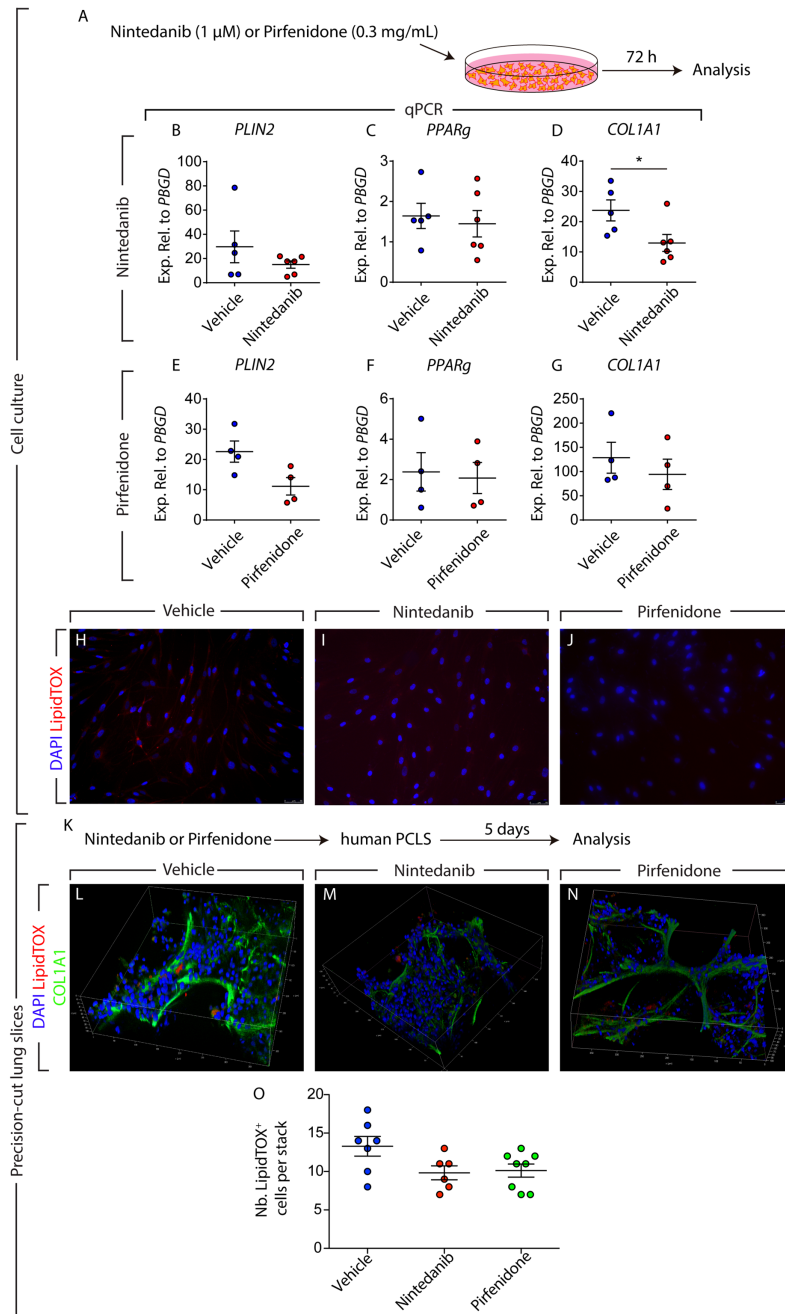 A
Nintedanib (1 µM) or Pirfenidone (0.3 mg/mL)
72 h
Analysis
Cell culture
qPCR
Nintedanib
B
PLIN2
Exp. Rel. to PBGD
100
80
60
40
20
0
Vehicle
Nintedanib
C
PPARg
Exp. Rel. to PBGD
4
3
2
1
0
Vehicle
Nintedanib
D
COL1A1
Exp. Rel. to PBGD
40
30
20
10
0
*
Vehicle
Nintedanib
Pirfenidone
E
PLIN2
Exp. Rel. to PBGD
40
30
20
10
0
Vehicle
Pirfenidone
F
PPARg
Exp. Rel. to PBGD
6
4
2
0
Vehicle
Pirfenidone
G
COL1A1
Exp. Rel. to PBGD
250
200
150
100
50
0
Vehicle
Pirfenidone
Vehicle
Nintedanib
Pirfenidone
DAPI LipidTOX
H
I
J
Precision-cut lung slices
K
Nintedanib or Pirfenidone
human PCLS
5 days
Analysis
Vehicle
Nintedanib
Pirfenidone
DAPI LipidTOX
COL1A1
L
M
N
O
Nb. LipidTOX+
cells per stack
20
15
10
5
0
Vehicle
Nintedanib
Pirfenidone